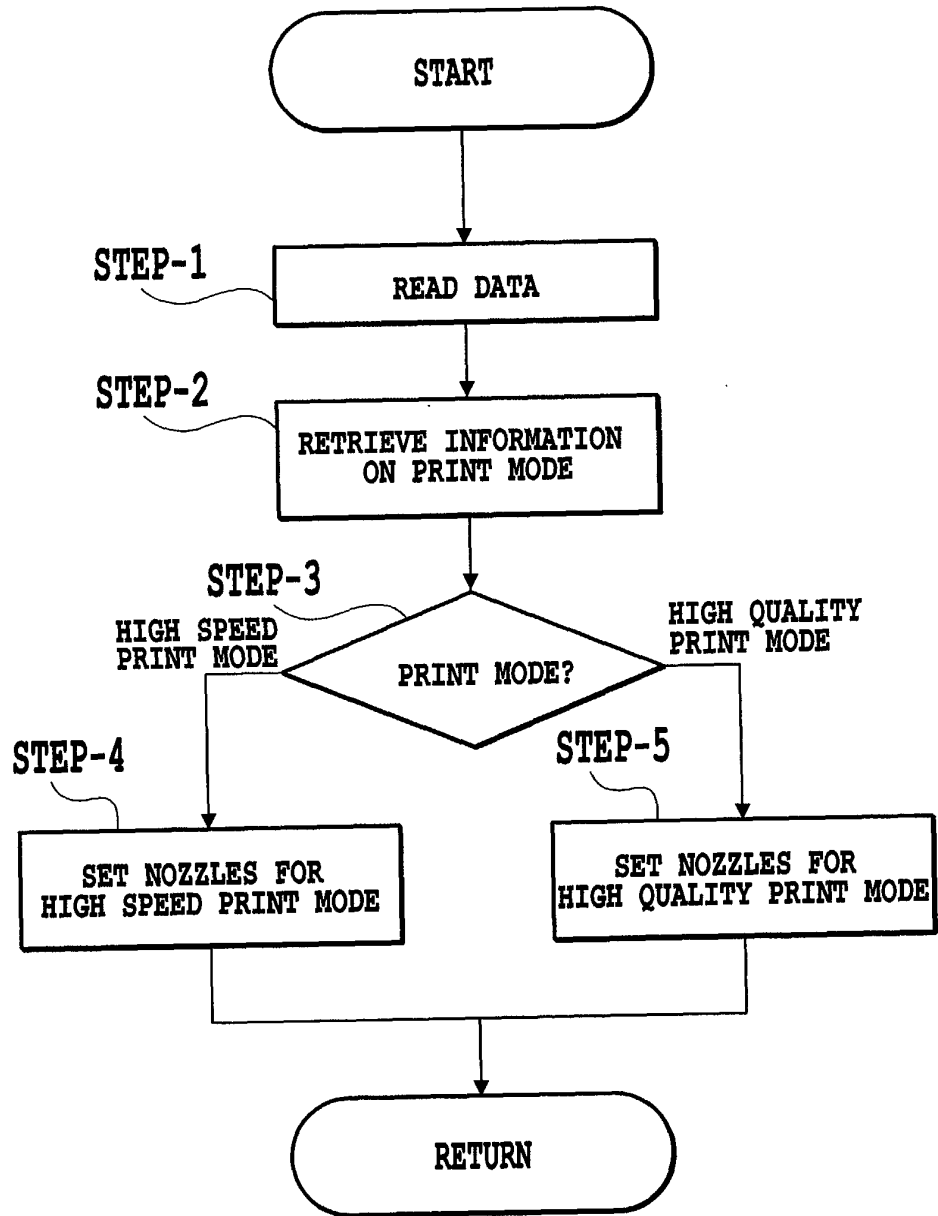 START
STEP-1
READ DATA
STEP-2
RETRIEVE INFORMATION
ON PRINT MODE
STEP-3
HIGH SPEED
PRINT MODE
PRINT MODE?
HIGH QUALITY
PRINT MODE
STEP-4
SET NOZZLES FOR
HIGH SPEED PRINT MODE
STEP-5
SET NOZZLES FOR
HIGH QUALITY PRINT MODE
RETURN